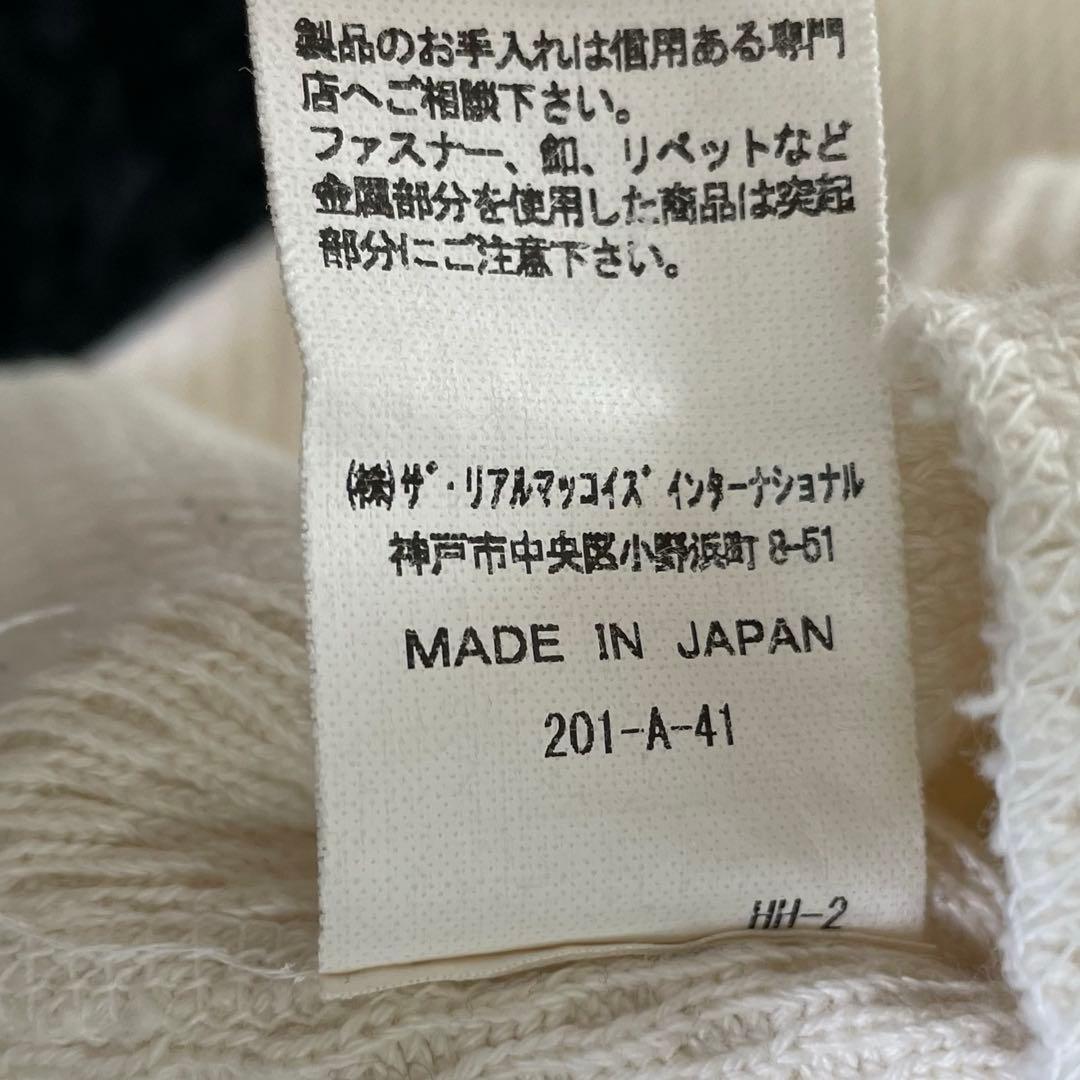 製品のお手入れは信用ある専門
店へご相談下さい。
ファスナー、釦、リペットなど
金属部分を使用した商品は突起
部分にご注意下さい。
(株)ｻﾞ･ﾘｱﾙﾏｯｺｲｽﾞ ｲﾝﾀｰﾅｼｮﾅﾙ
神戸市中央区小野浜町 8-51
MADE IN JAPAN
201-A-41
HH-2